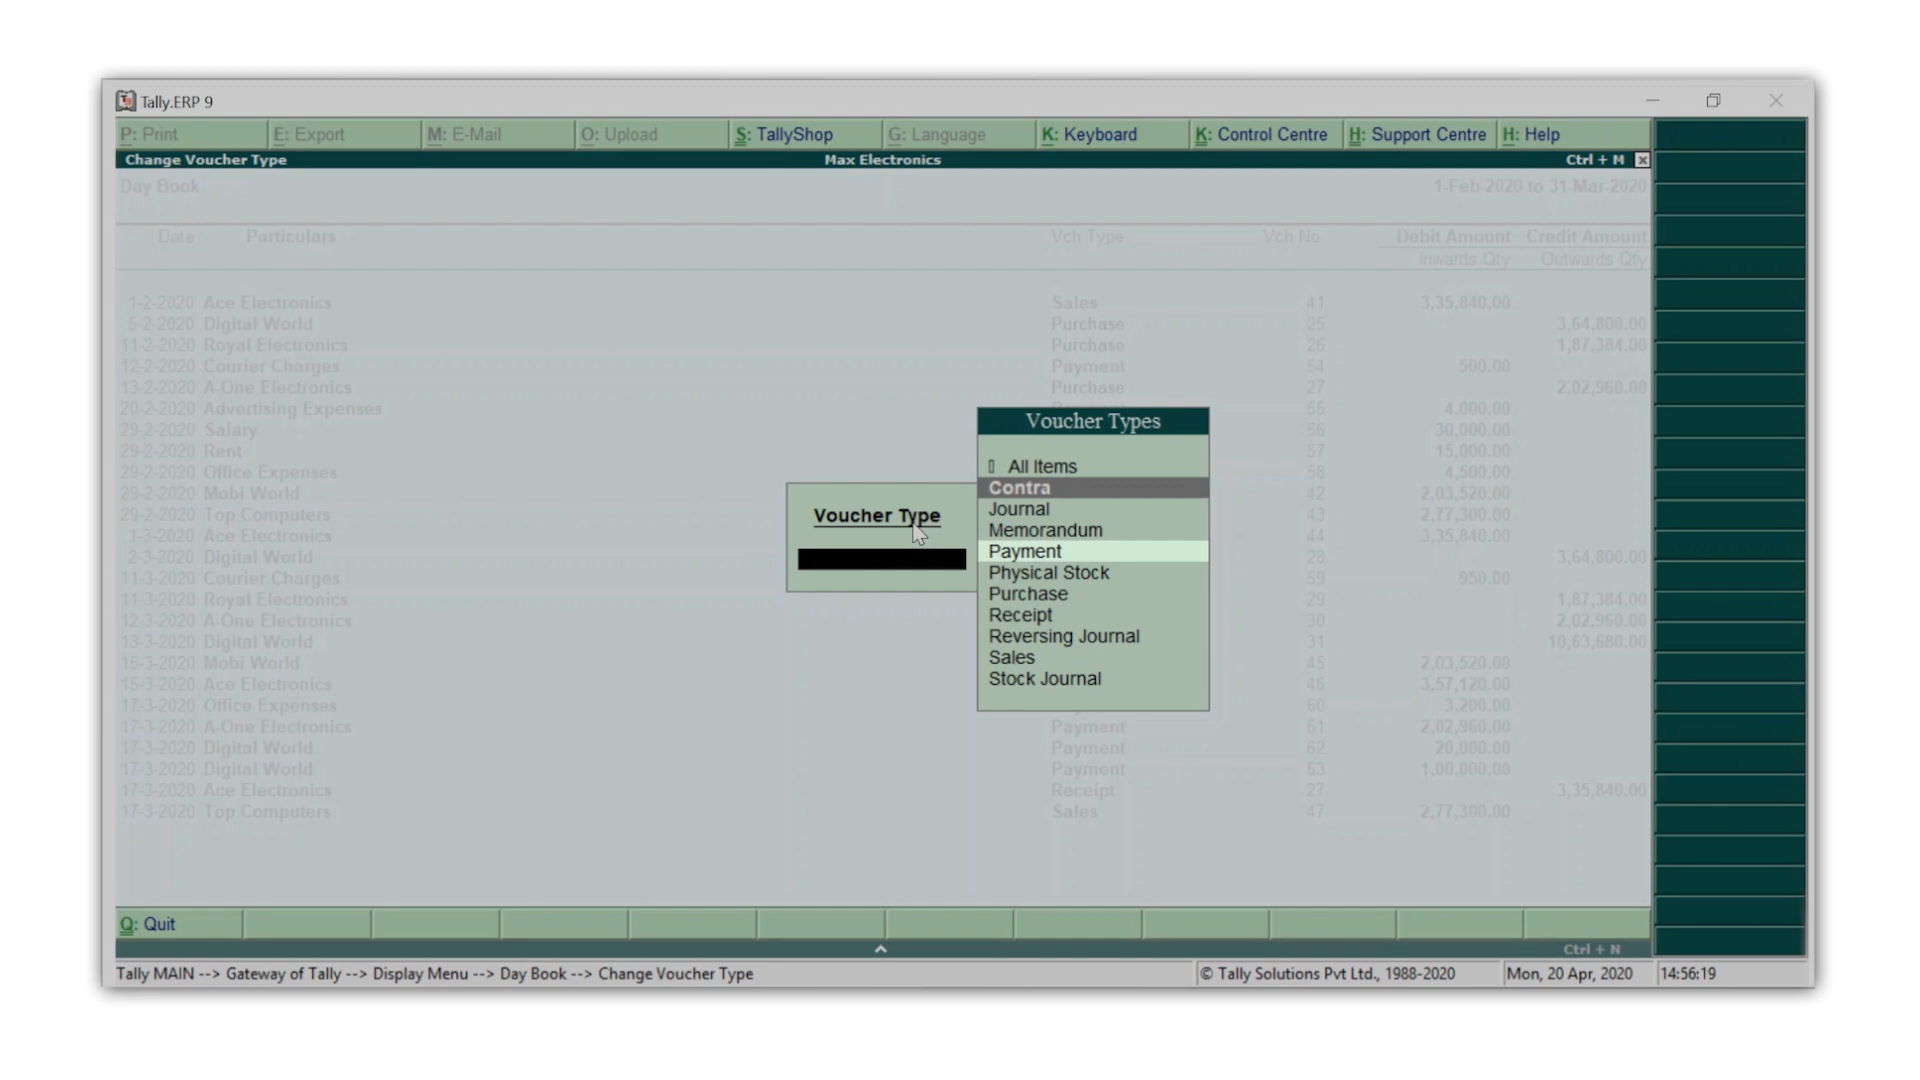 Tally.ERP 9
P: Print E: Export M: E-Mail O: Upload S: TallyShop G: Language K: Keyboard K: Control Centre H: Support Centre H: Help
Change Voucher Type Max Electronics Ctrl + M
Day Book 1-Feb-2020 to 31-Mar-2020
Date Particulars Vch Type Vch No Debit Amount Credit Amount
Inwards Qty Outwards Qty
1-2-2020 Ace Electronics Sales 41 3,35,840.00
Digital World Purchase 25 3,64,800.00
11-2-2020 Royal Electronics Purchase 26 1,87,384.00
12-2-2020 Courier Charges Payment 54 500.00
13-2-2020 A-One Electronics Purchase 27 2,02,960.00
20-2-2020 Advertising Expenses 55 4,000.00
29-2-2020 Salary 56 30,000.00
29-2-2020 Rent 57 15,000.00
29-2-2020 Office Expenses 58 4,500.00
29-2-2020 Mobi World 42 2,03,520.00
29-2-2020 Top Computers 43 2,77,300.00
1-3-2020 Ace Electronics 44 3,35,840.00
2-3-2020 Digital World 28 3,64,800.00
11-3-2020 Courier Charges 59 950.00
11-3-2020 Royal Electronics 29 1,87,384.00
12-3-2020 A-One Electronics 30 2,02,960.00
13-3-2020 Digital World 31 10,63,680.00
15-3-2020 Mobi World 45 2,03,520.00
15-3-2020 Ace Electronics 46 3,57,120.00
17-3-2020 Office Expenses 60 3,200.00
17-3-2020 A-One Electronics Payment 61 2,02,960.00
17-3-2020 Digital World Payment 62 20,000.00
17-3-2020 Digital World Payment 63 1,00,000.00
17-3-2020 Ace Electronics Receipt 27 3,35,840.00
17-3-2020 Top Computers Sales 47 2,77,300.00
Voucher Type
Voucher Types
All Items
Contra
Journal
Memorandum
Payment
Physical Stock
Purchase
Receipt
Reversing Journal
Sales
Stock Journal
Q: Quit
Ctrl + N
Tally MAIN --> Gateway of Tally --> Display Menu --> Day Book --> Change Voucher Type © Tally Solutions Pvt Ltd., 1988-2020 Mon, 20 Apr, 2020 14:56:19